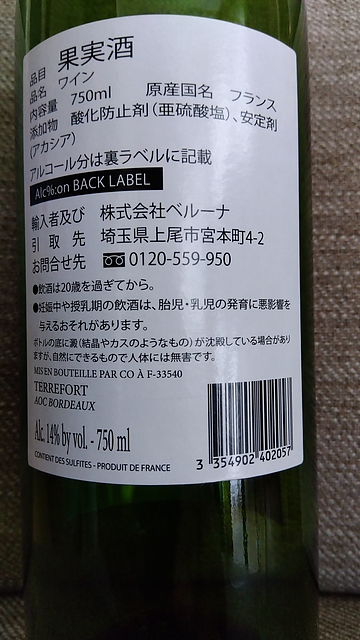 品目 果実酒
品名 ワイン
内容量 750ml 原産国名 フランス
添加物 酸化防止剤(亜硫酸塩)、安定剤
(アカシア)
アルコール分は裏ラベルに記載
Alc%:on BACK LABEL
輸入者及び 株式会社ベルーナ
引取先 埼玉県上尾市宮本町4-2
お問合せ先 0120-559-950
●飲酒は20歳を過ぎてから。
●妊娠中や授乳期の飲酒は、胎児・乳児の発育に悪影響を
与えるおそれがあります。
ボトルの底に澱(結晶やカスのようなもの)が沈殿している場合があり
ますが、自然にできるもので人体には無害です。
MIS EN BOUTEILLE PAR CO À F-33540
TERREFORT
AOC BORDEAUX
Alc. 14% by vol. - 750 ml
CONTIENT DES SULFITES - PRODUIT DE FRANCE
3 354902 402057